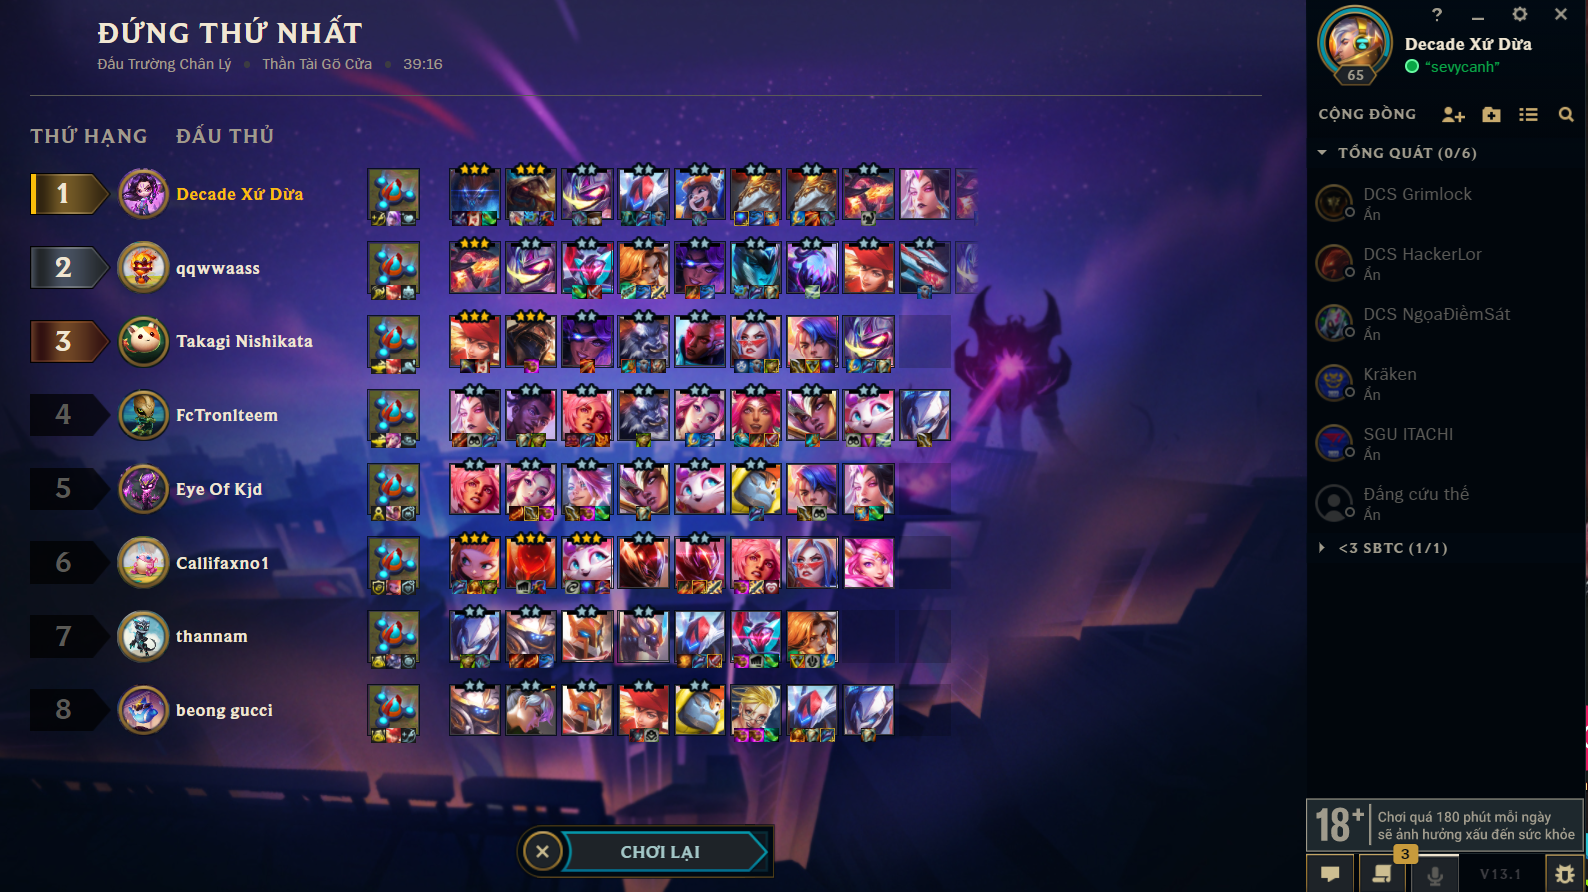 ĐỨNG THỨ NHẤT
Đấu Trường Chân Lý • Thần Tài Gõ Cửa • 39:16
THỨ HẠNG ĐẤU THỦ
1 Decade Xứ Dừa
2 qqwwaass
3 Takagi Nishikata
4 FcTronlteem
5 Eye Of Kjd
6 Callifaxno1
7 thannam
8 beong gucci
CHƠI LẠI
?
Decade Xứ Dừa
65
"sevycanh"
CỘNG ĐỒNG
TỔNG QUÁT (0/6)
DCS Grimlock
Ẩn
DCS HackerLor
Ẩn
DCS NgọaĐiềmSát
Ẩn
Kräken
Ẩn
SGU ITACHI
Ẩn
Đấng cứu thế
Ẩn
<3 SBTC (1/1)
18+
Chơi quá 180 phút mỗi ngày
sẽ ảnh hưởng xấu đến sức khỏe
3
V13.1